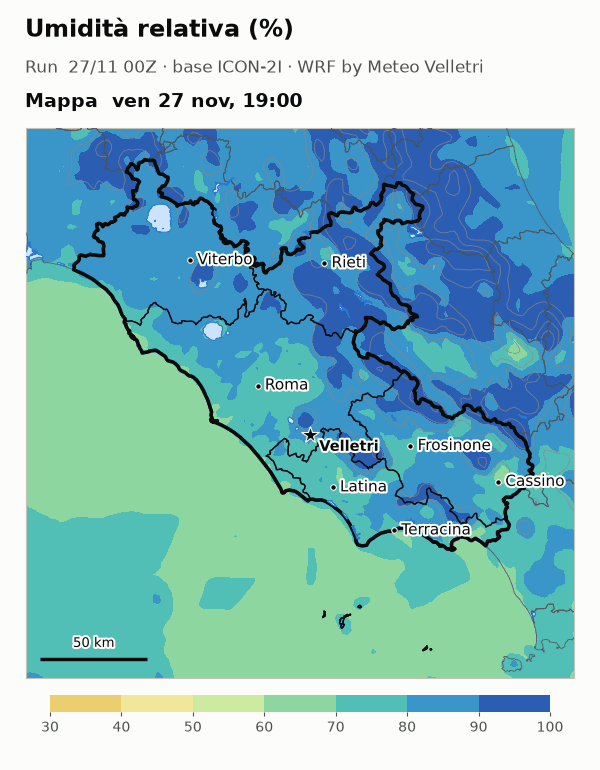 Umidità relativa (%)
Run  27/11 00Z · base ICON-2I · WRF by Meteo Velletri
Mappa  ven 27 nov, 19:00
Viterbo
Rieti
Roma
Velletri
Frosinone
Latina
Cassino
Terracina
50 km
30 40 50 60 70 80 90 100